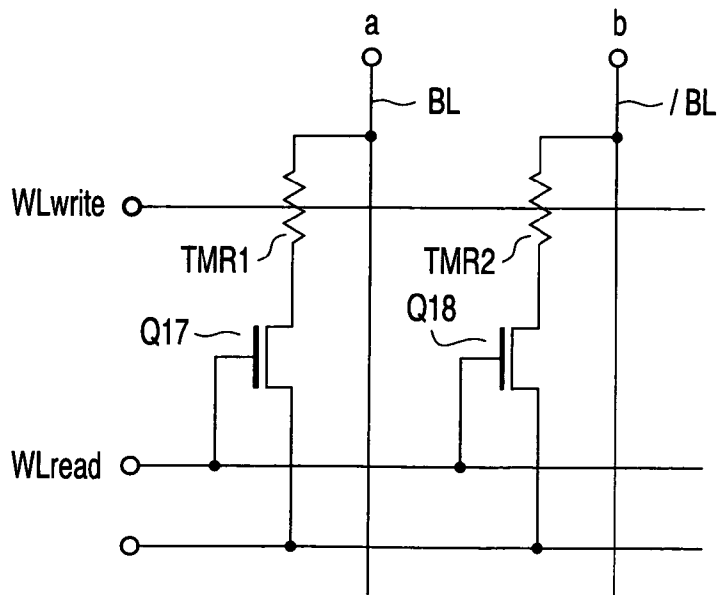 a
b
BL
/ BL
WLwrite
TMR1
TMR2
Q17
Q18
WLread